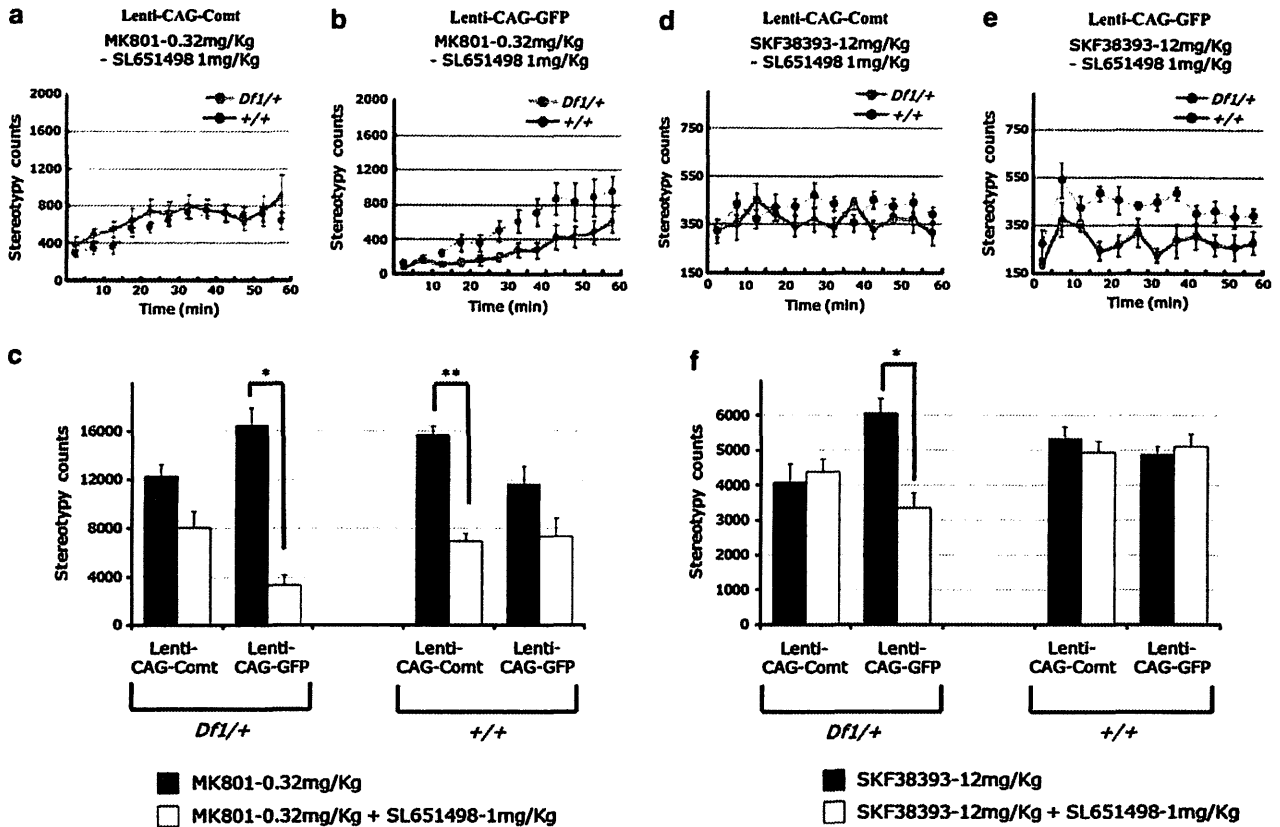 a
Lenti-CAG-Comt
MK801-0.32mg/Kg
- SL651498 1mg/Kg
Df1/+
+/+
Stereotypy counts
2000
1600
1200
800
400
10 20 30 40 50 60
Time (min)
b
Lenti-CAG-GFP
MK801-0.32mg/Kg
- SL651498 1mg/Kg
Df1/+
+/+
Stereotypy counts
2000
1600
1200
800
400
0
10 20 30 40 50 60
Time (min)
d
Lenti-CAG-Comt
SKF38393-12mg/Kg
- SL651498 1mg/Kg
Df1/+
+/+
Stereotypy counts
750
550
350
150
0 10 20 30 40 50 60
Time (min)
e
Lenti-CAG-GFP
SKF38393-12mg/Kg
- SL651498 1mg/Kg
Df1/+
+/+
Stereotypy counts
750
550
350
150
0 10 20 30 40 50 60
Time (min)
c
Stereotypy counts
16000
12000
8000
4000
0
*
**
Lenti-
CAG-Comt
Lenti-
CAG-GFP
Lenti-
CAG-Comt
Lenti-
CAG-GFP
Df1/+
+/+
MK801-0.32mg/Kg
MK801-0.32mg/Kg + SL651498-1mg/Kg
f
Stereotypy counts
6000
5000
4000
3000
2000
1000
0
*
Lenti-
CAG-Comt
Lenti-
CAG-GFP
Lenti-
CAG-Comt
Lenti-
CAG-GFP
Df1/+
+/+
SKF38393-12mg/Kg
SKF38393-12mg/Kg + SL651498-1mg/Kg